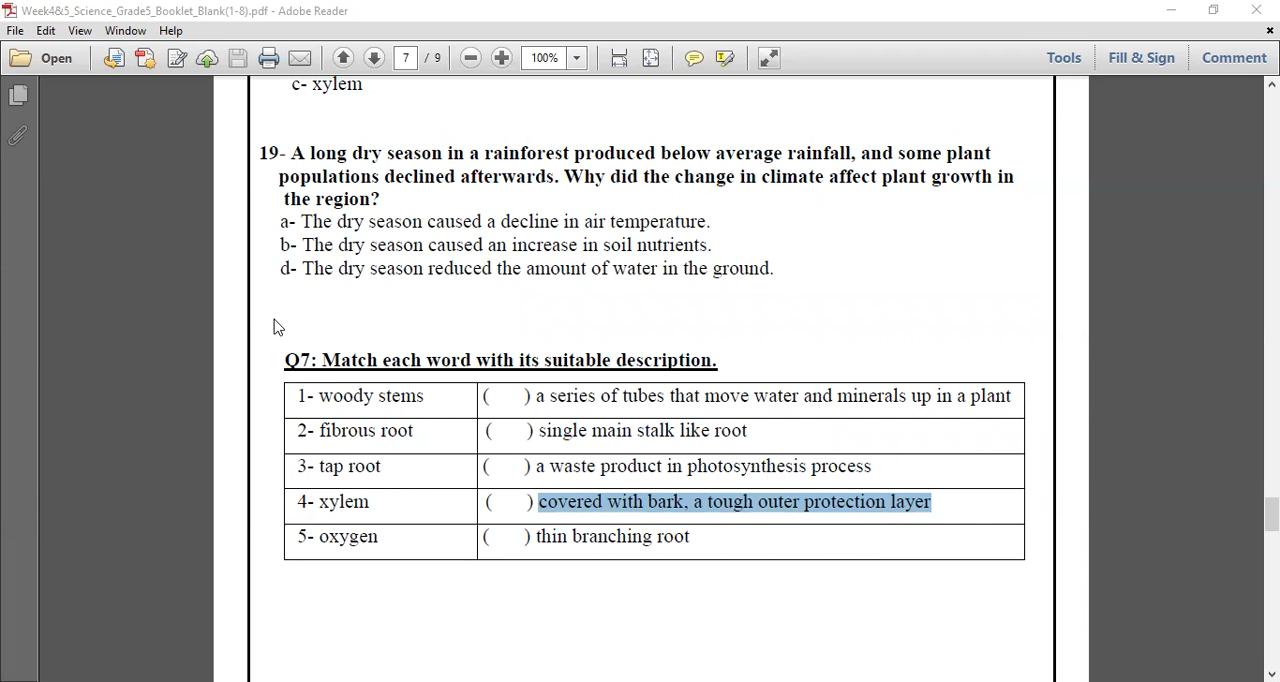 Week4&5_Science_Grade5_Booklet_Blank(1-8).pdf - Adobe Reader
File Edit View Window Help
Open 7 / 9 100% Tools Fill & Sign Comment
c- xylem
19- A long dry season in a rainforest produced below average rainfall, and some plant
populations declined afterwards. Why did the change in climate affect plant growth in
the region?
a- The dry season caused a decline in air temperature.
b- The dry season caused an increase in soil nutrients.
d- The dry season reduced the amount of water in the ground.
Q7: Match each word with its suitable description.
1- woody stems ( ) a series of tubes that move water and minerals up in a plant
2- fibrous root ( ) single main stalk like root
3- tap root ( ) a waste product in photosynthesis process
4- xylem ( ) covered with bark, a tough outer protection layer
5- oxygen ( ) thin branching root